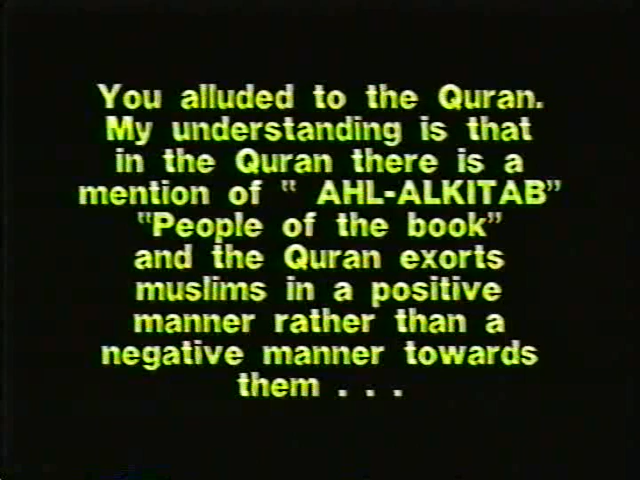 You alluded to the Quran.
My understanding is that
in the Quran there is a
mention of " AHL-ALKITAB"
"People of the book"
and the Quran exorts
muslims in a positive
manner rather than a
negative manner towards
them . . .